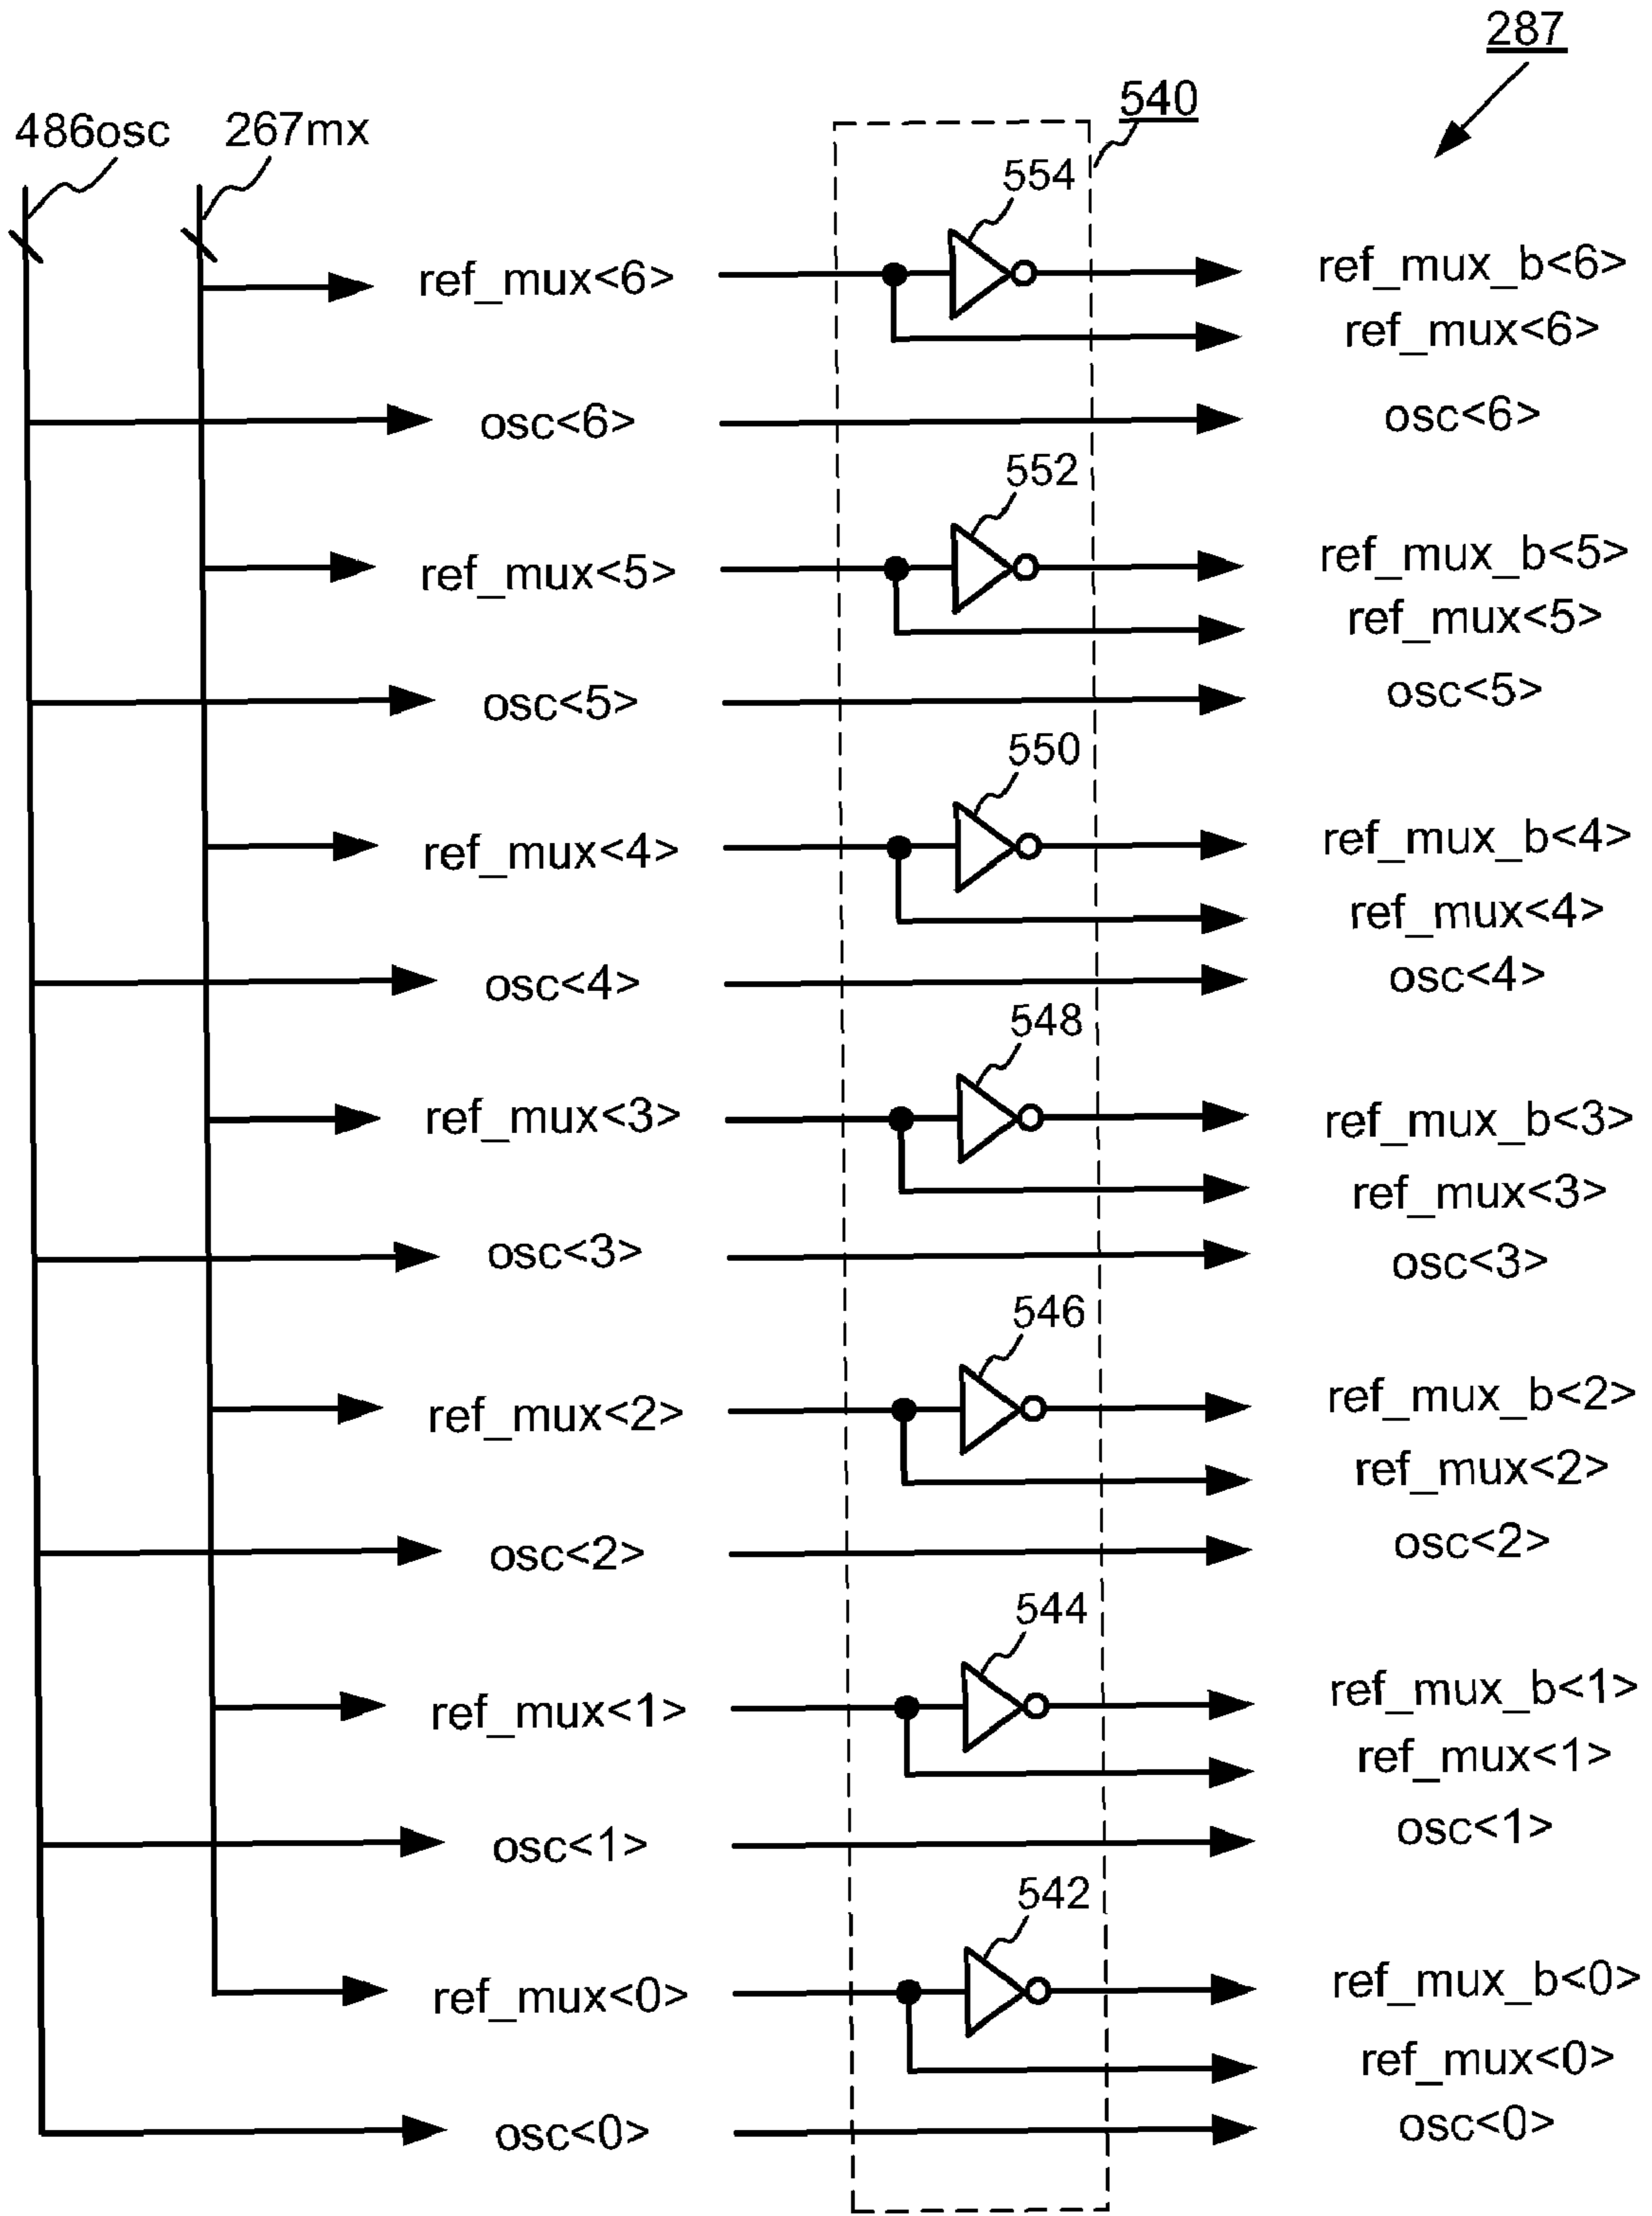 287
540
486osc
267mx
554
ref_mux<6>
ref_mux_b<6>
ref_mux<6>
osc<6>
osc<6>
552
ref_mux<5>
ref_mux_b<5>
ref_mux<5>
osc<5>
osc<5>
550
ref_mux<4>
ref_mux_b<4>
ref_mux<4>
osc<4>
osc<4>
548
ref_mux<3>
ref_mux_b<3>
ref_mux<3>
osc<3>
osc<3>
546
ref_mux<2>
ref_mux_b<2>
ref_mux<2>
osc<2>
osc<2>
544
ref_mux<1>
ref_mux_b<1>
ref_mux<1>
osc<1>
osc<1>
542
ref_mux<0>
ref_mux_b<0>
ref_mux<0>
osc<0>
osc<0>